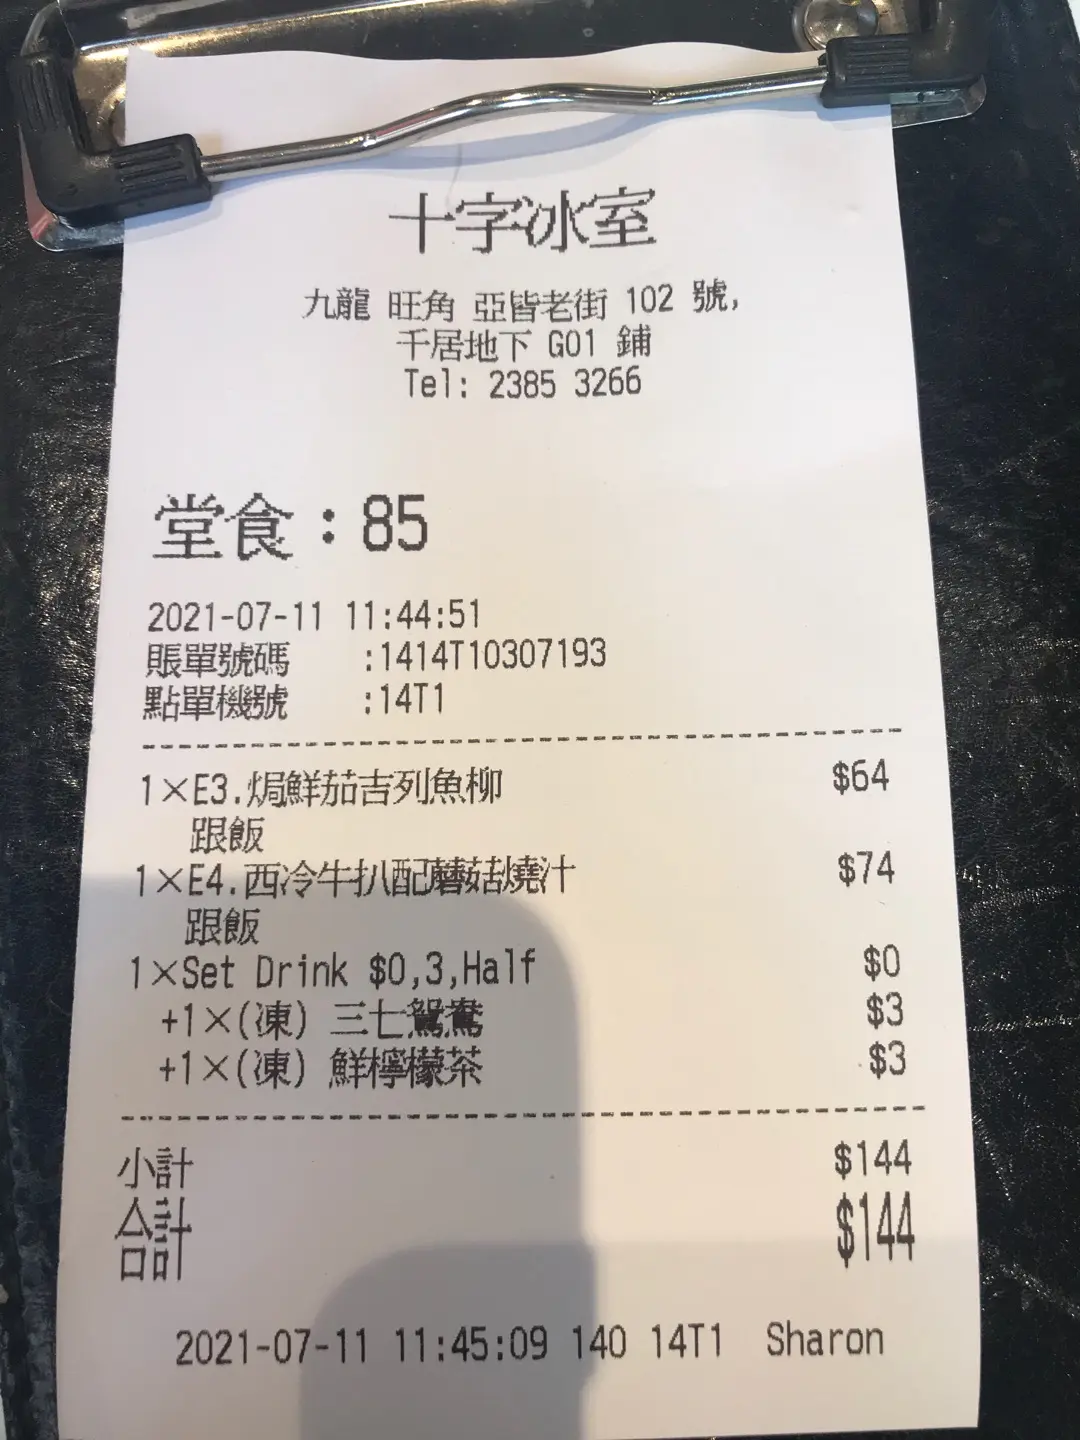 十字冰室
九龍 旺角 亞皆老街 102 號,
千居地下 G01 鋪
Tel: 2385 3266
堂食：85
2021-07-11 11:44:51
賬單號碼 :1414T10307193
點單機號 :14T1
1×E3.焗鮮茄吉列魚柳 $64
跟飯
1×E4.西冷牛扒配蘑菇燒汁 $74
跟飯
1×Set Drink $0,3,Half $0
+1×(凍) 三七鴛鴦 $3
+1×(凍) 鮮檸檬茶 $3
小計 $144
合計 $144
2021-07-11 11:45:09 140 14T1 Sharon